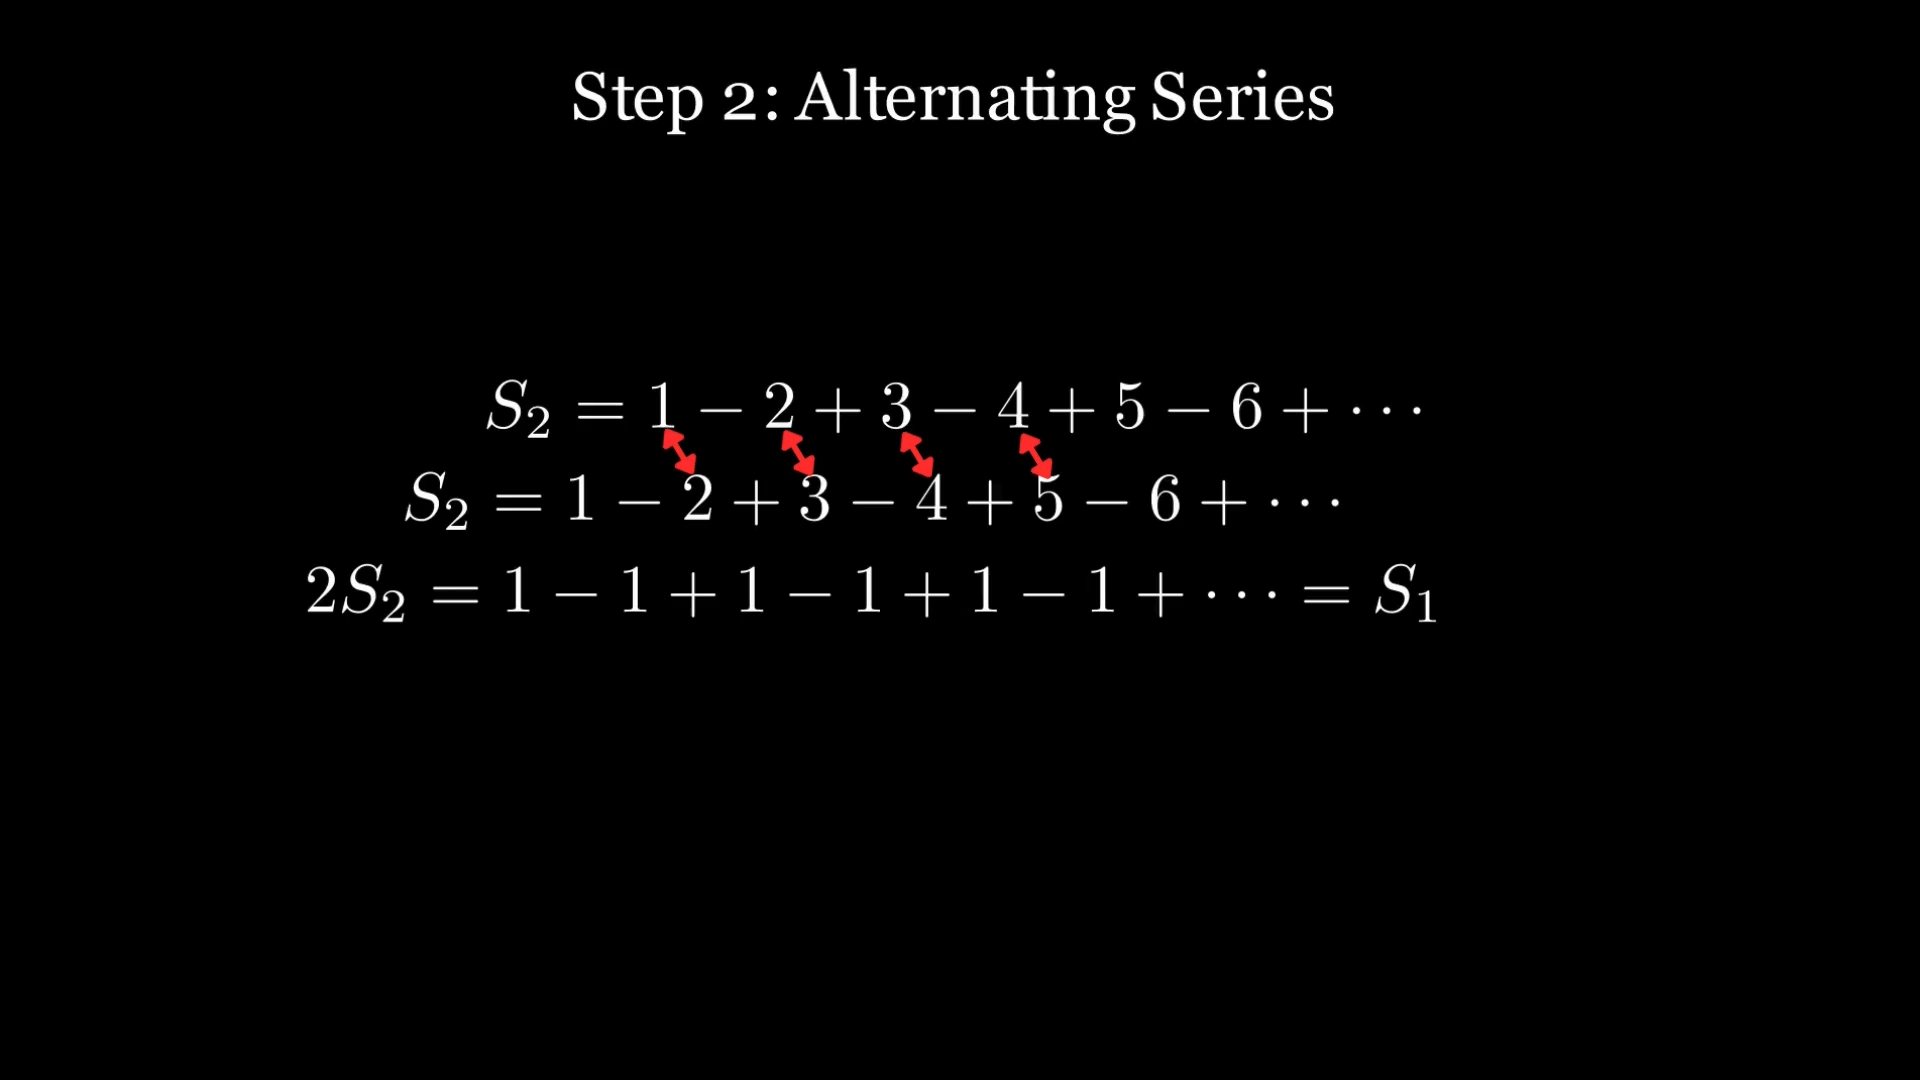 Step 2: Alternating Series
S₂ = 1 − 2 + 3 − 4 + 5 − 6 + ⋯
S₂ = 1 − 2 + 3 − 4 + 5 − 6 + ⋯
2S₂ = 1 − 1 + 1 − 1 + 1 − 1 + ⋯ = S₁